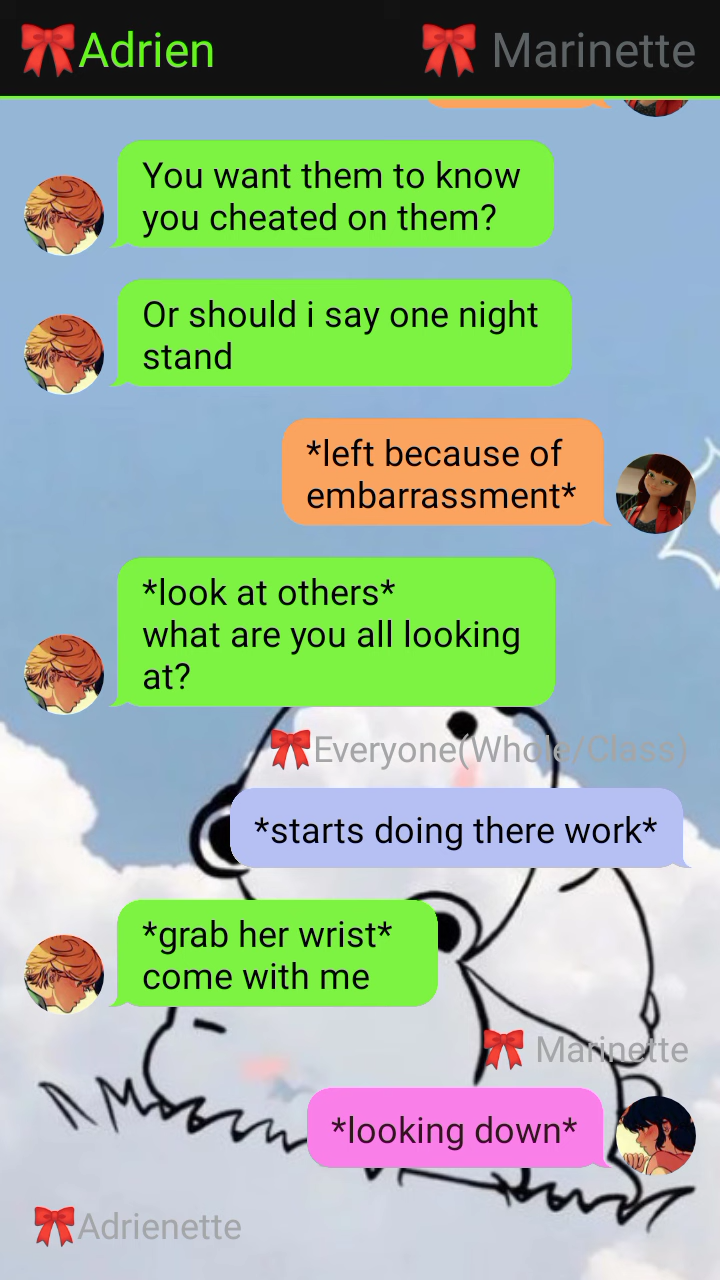 🎀Adrien
🎀 Marinette
You want them to know
you cheated on them?
Or should i say one night
stand
*left because of
embarrassment*
*look at others*
what are you all looking
at?
🎀Everyone(Whole/Class)
*starts doing there work*
*grab her wrist*
come with me
🎀 Marinette
*looking down*
🎀Adrienette